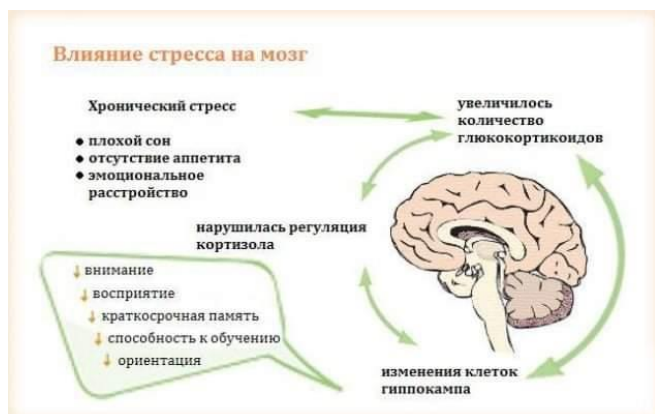 Влияние стресса на мозг
Хронический стресс
● плохой сон
● отсутствие аппетита
● эмоциональное
расстройство
увеличилось
количество
глюкокортикоидов
нарушилась регуляция
кортизола
↓ внимание
↓ восприятие
↓ краткосрочная память
↓ способность к обучению
↓ ориентация
изменения клеток
гиппокампа